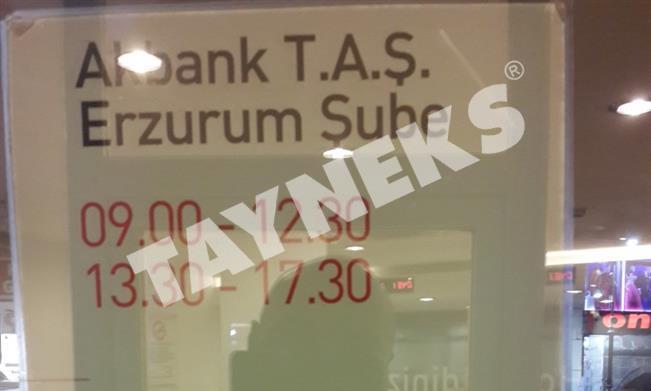 Akbank T.A.Ş.
Erzurum Şube
09.00 - 12.30
13.30 - 17.30
TAYNEKS®